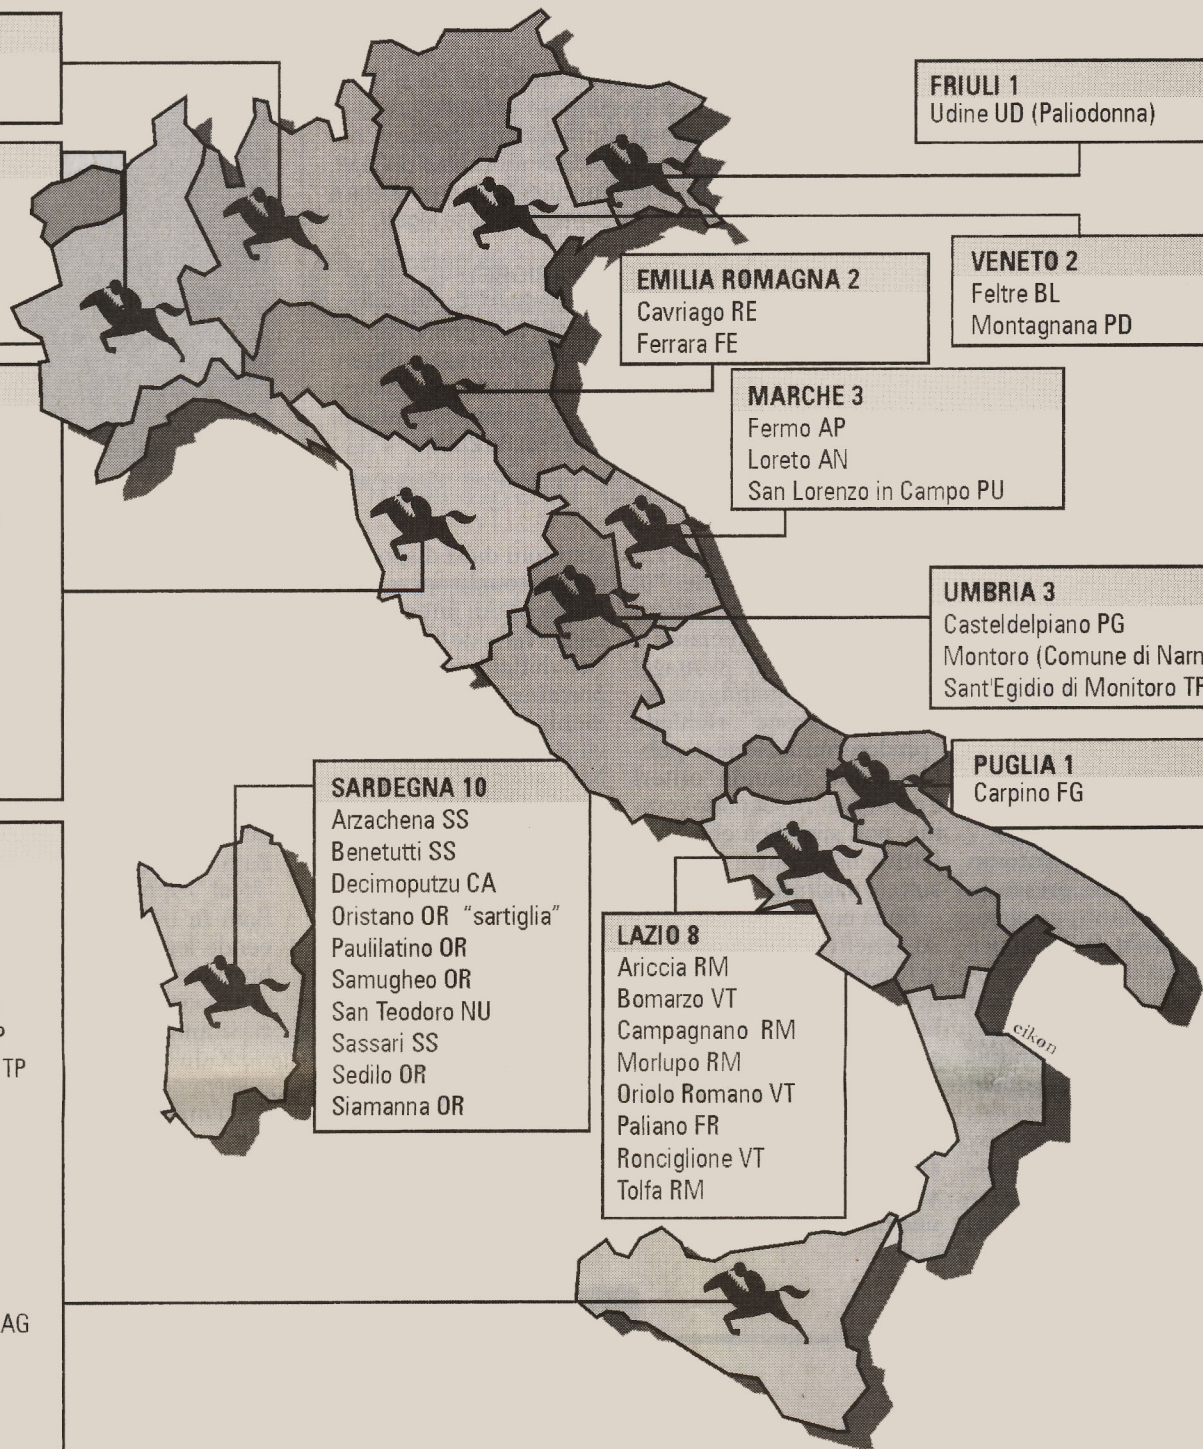 FRIULI 1
Udine UD (Paliodonna)
VENETO 2
Feltre BL
Montagnana PD
EMILIA ROMAGNA 2
Cavriago RE
Ferrara FE
MARCHE 3
Fermo AP
Loreto AN
San Lorenzo in Campo PU
UMBRIA 3
Casteldelpiano PG
Montoro (Comune di Narn
Sant'Egidio di Monitoro TR
PUGLIA 1
Carpino FG
SARDEGNA 10
Arzachena SS
Benetutti SS
Decimoputzu CA
Oristano OR "sartiglia"
Paulilatino OR
Samugheo OR
San Teodoro NU
Sassari SS
Sedilo OR
Siamanna OR
LAZIO 8
Ariccia RM
Bomarzo VT
Campagnano RM
Morlupo RM
Oriolo Romano VT
Paliano FR
Ronciglione VT
Tolfa RM
eikon
TP
AG